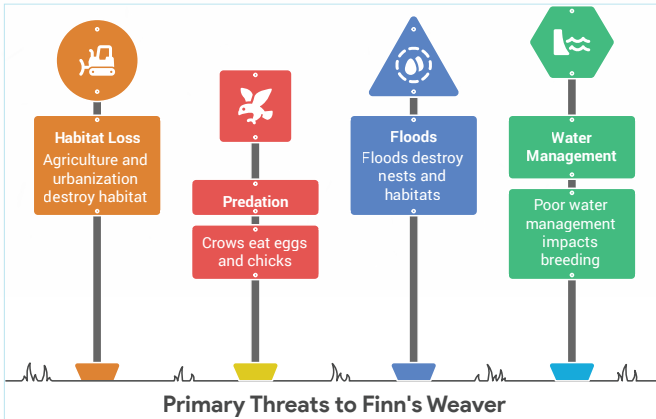 Habitat Loss
Agriculture and
urbanization
destroy habitat
Predation
Crows eat eggs
and chicks
Floods
Floods destroy
nests and
habitats
Water
Management
Poor water
management
impacts
breeding
Primary Threats to Finn's Weaver